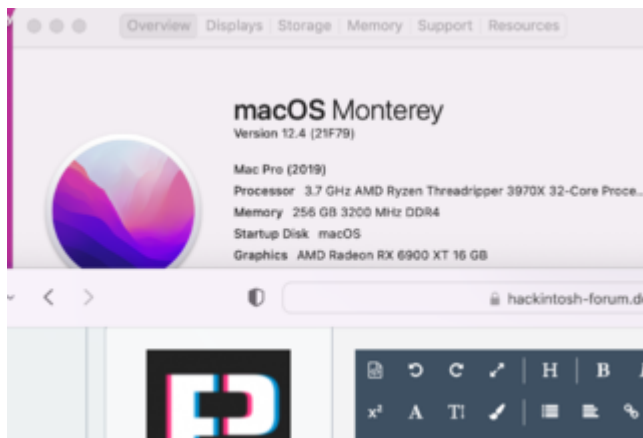 Overview Displays Storage Memory Support Resources
macOS Monterey
Version 12.4 (21F79)
Mac Pro (2019)
Processor 3.7 GHz AMD Ryzen Threadripper 3970X 32-Core Proce...
Memory 256 GB 3200 MHz DDR4
Startup Disk macOS
Graphics AMD Radeon RX 6900 XT 16 GB
hackintosh-forum.d
H B
x² A T